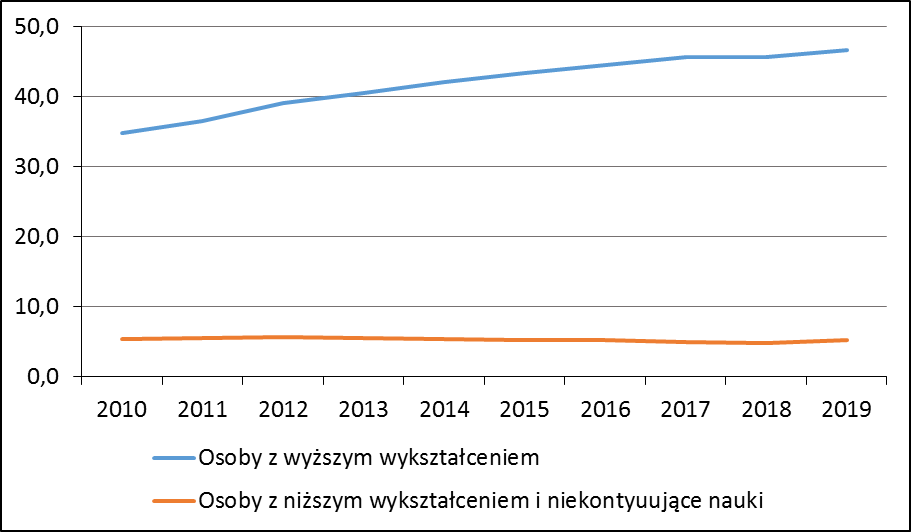 50,0
40,0
30,0
20,0
10,0
0,0
2010 2011 2012 2013 2014 2015 2016 2017 2018 2019
Osoby z wyższym wykształceniem
Osoby z niższym wykształceniem i niekontyuujące nauki